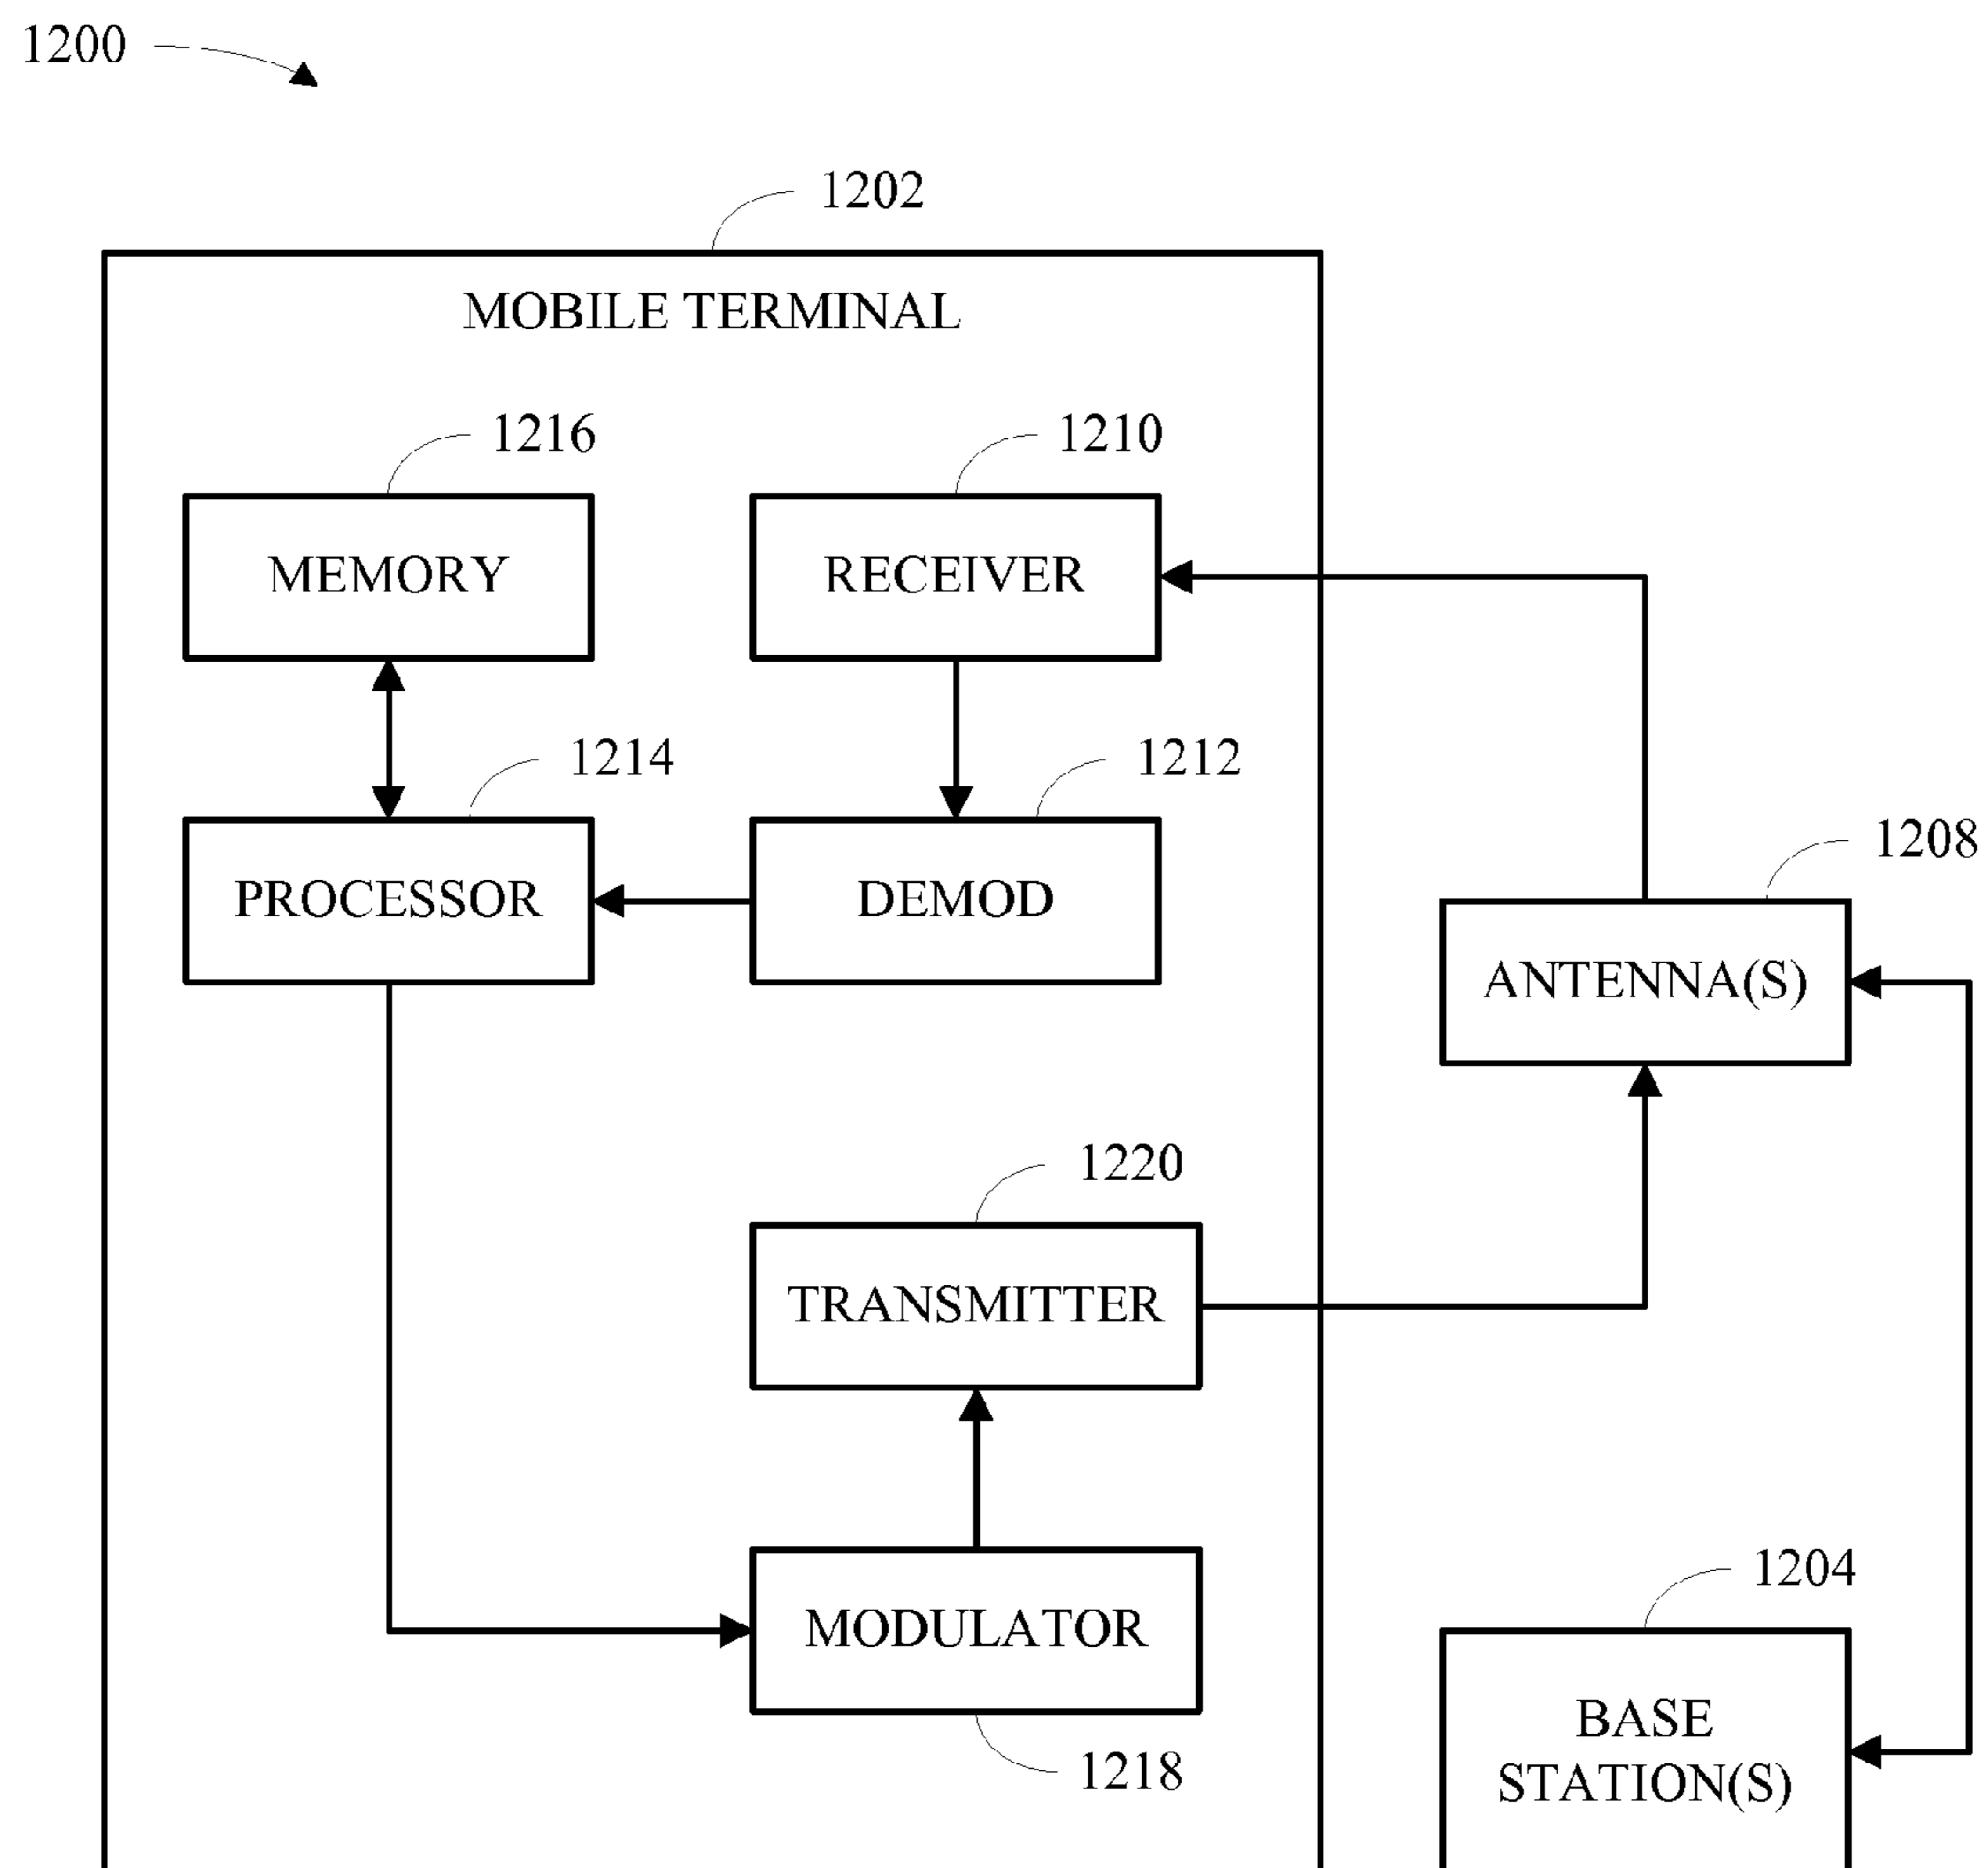 1200
1202
MOBILE TERMINAL
1216
1210
MEMORY
RECEIVER
1214
1212
1208
PROCESSOR
DEMOD
ANTENNA(S)
1220
TRANSMITTER
1204
MODULATOR
BASE
STATION(S)
1218